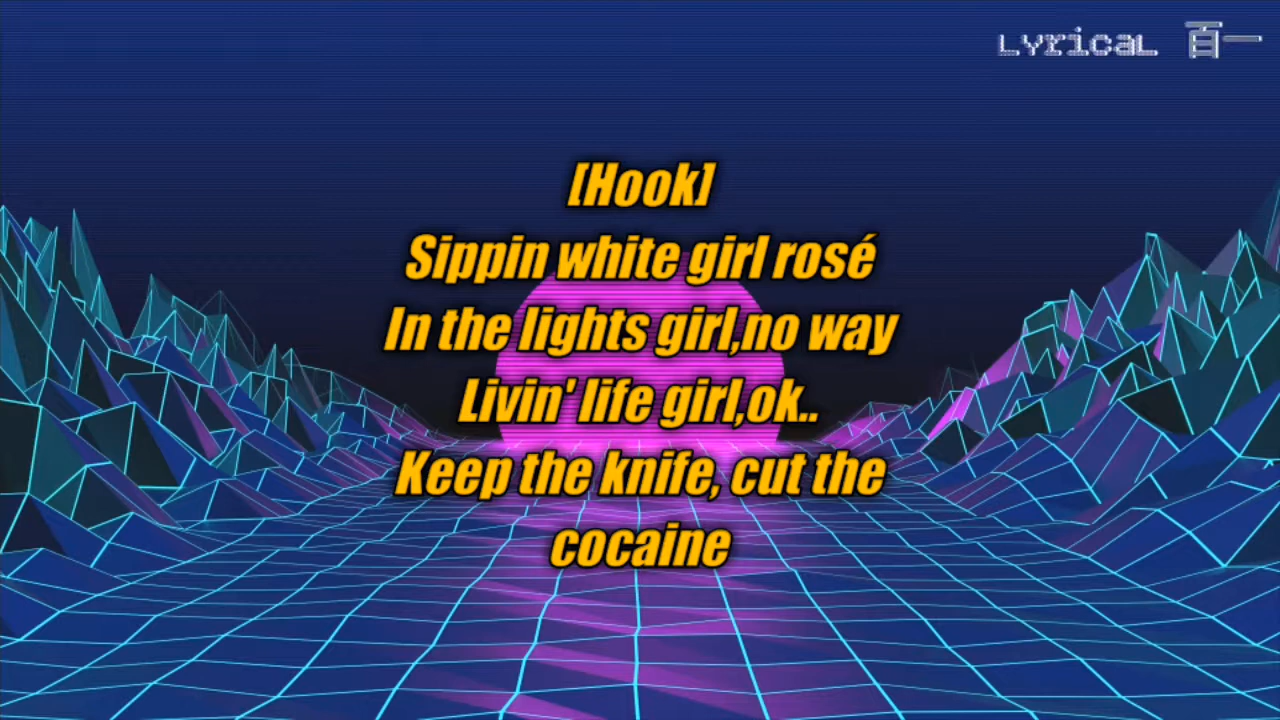 LyricaL 百一
[Hook]
Sippin white girl rosé
In the lights girl,no way
Livin' life girl,ok..
Keep the knife, cut the
cocaine